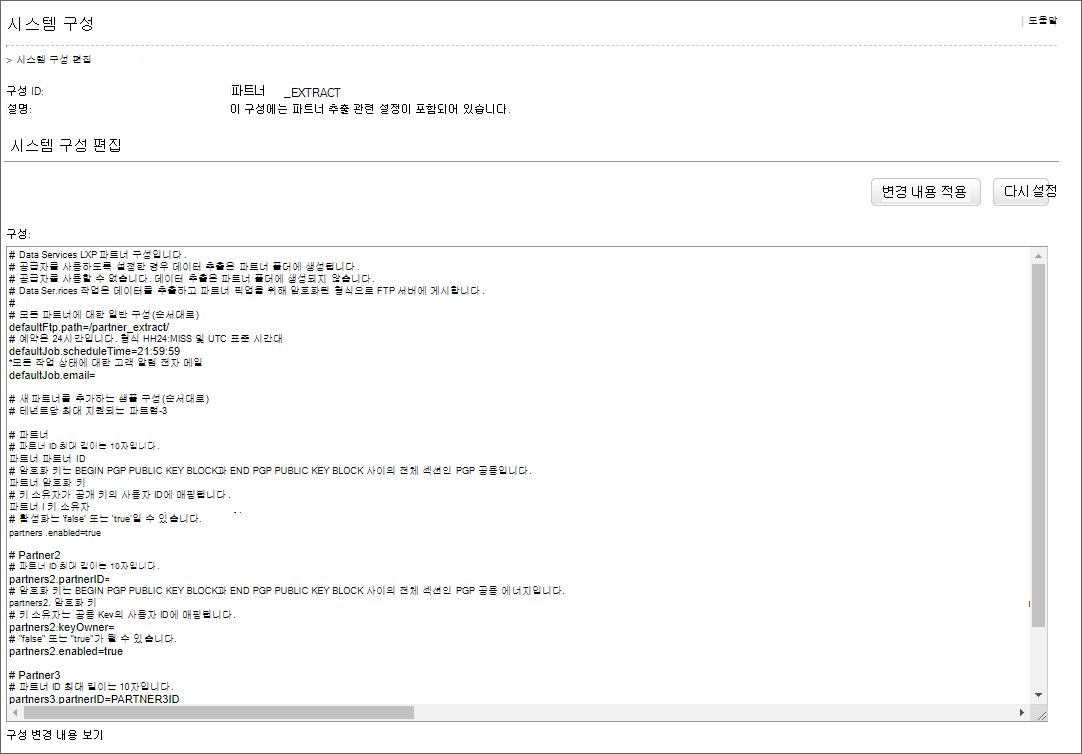 시스템 구성
| 도움말
> 시스템 구성 편집
구성 ID: 파트너 _EXTRACT
설명: 이 구성에는 파트너 추출 관련 설정이 포함되어 있습니다.
시스템 구성 편집
변경 내용 적용 다시 설정
구성:
# Data Services LXP 파트너 구성입니다.
# 공급자를 사용하도록 설정한 경우 데이터 추출은 파트너 폴더에 생성됩니다.
# 공급자를 사용할 수 없습니다. 데이터 추출은 파트너 폴더에 생성되지 않습니다.
# Data Ser.rices 작업은 데이터를 추출하고 파트너 픽업을 위해 암호화된 형식으로 FTP 서버에 게시합니다.
#
# 모든 파트너에 대한 일반 구성(순서대로)
defaultFtp.path=/partner_extract/
# 예약은 24시간입니다. 형식 HH24:MISS 및 UTC 표준 시간대
defaultJob.scheduleTime=21:59:59
*모든 작업 상태에 대한 고객 알림 전자 메일
defaultJob.email=
# 새 파트너를 추가하는 샘플 구성(순서대로)
# 테넌트당 최대 지원되는 파트럼-3
# 파트너
# 파트너 ID 최대 길이는 10자입니다.
파트너 파트너 ID
# 암호화 키는 BEGIN PGP PUBLIC KEY BLOCK과 END PGP PUBLIC KEY BLOCK 사이의 전체 섹션인 PGP 공용입니다.
파트너 암호화 키
# 키 소유자가 공개 키의 사용자 ID에 매핑됩니다.
파트너 I 키 소유자
# 활성화는 'false' 또는 'true'일 수 있습니다.
partners .enabled=true
# Partner2
# 파트너 ID 최대 길이는 10자입니다.
partners2.partnerID=
# 암호화 키는 BEGIN PGP PUBLIC KEY BLOCK과 END PGP PUBLIC KEY BLOCK 사이의 전체 섹션인 PGP 공용 에너지입니다.
partners2. 암호화 키
# 키 소유자는 공용 Kev의 사용자 ID에 매핑됩니다.
partners2.keyOwner=
# "false" 또는 "true"가 될 수 있습니다.
partners2.enabled=true
# Partner3
# 파트너 ID 최대 길이는 10자입니다.
partners3.partnerID=PARTNER3ID
구성 변경 내용 보기